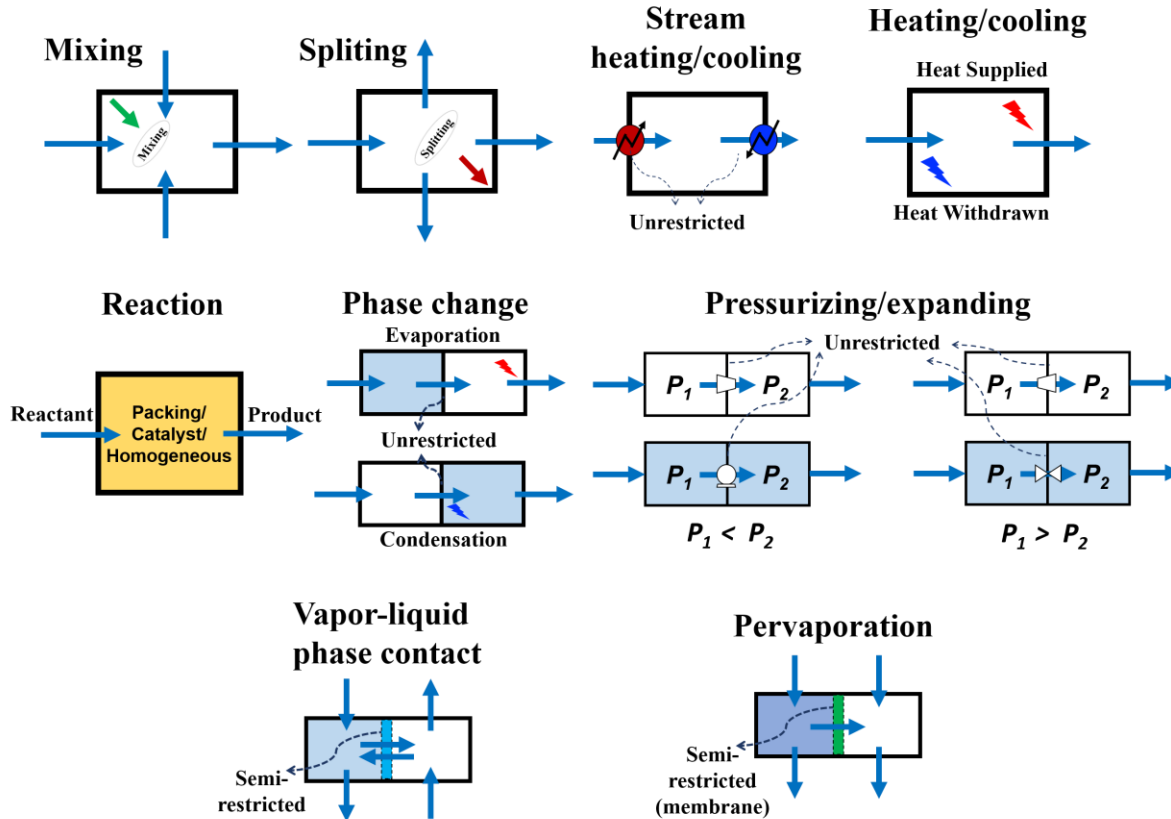 Mixing
Mixing
Spliting
Splitting
Stream
heating/cooling
Unrestricted
Heating/cooling
Heat Supplied
Heat Withdrawn
Reaction
Reactant
Packing/
Catalyst/
Homogeneous
Product
Phase change
Evaporation
Unrestricted
Condensation
Pressurizing/expanding
Unrestricted
P1 P2
P1 P2
P1 P2
P1 P2
P1 < P2
P1 > P2
Vapor-liquid
phase contact
Semi-
restricted
Pervaporation
Semi-
restricted
(membrane)